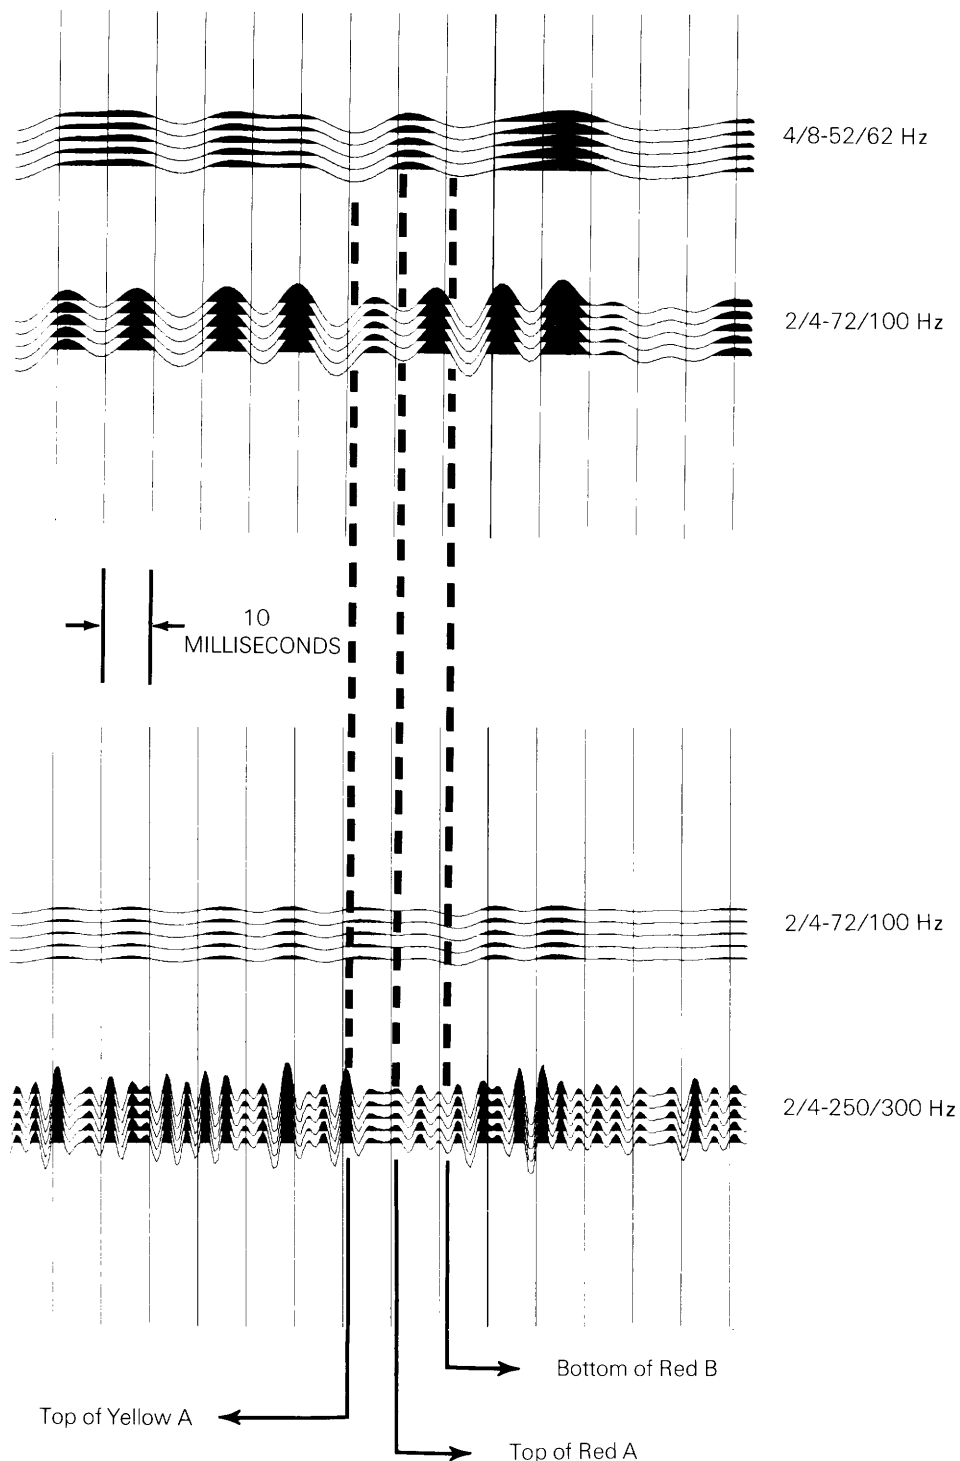 4/8-52/62 Hz
2/4-72/100 Hz
10
MILLISECONDS
2/4-72/100 Hz
2/4-250/300 Hz
Bottom of Red B
Top of Yellow A
Top of Red A